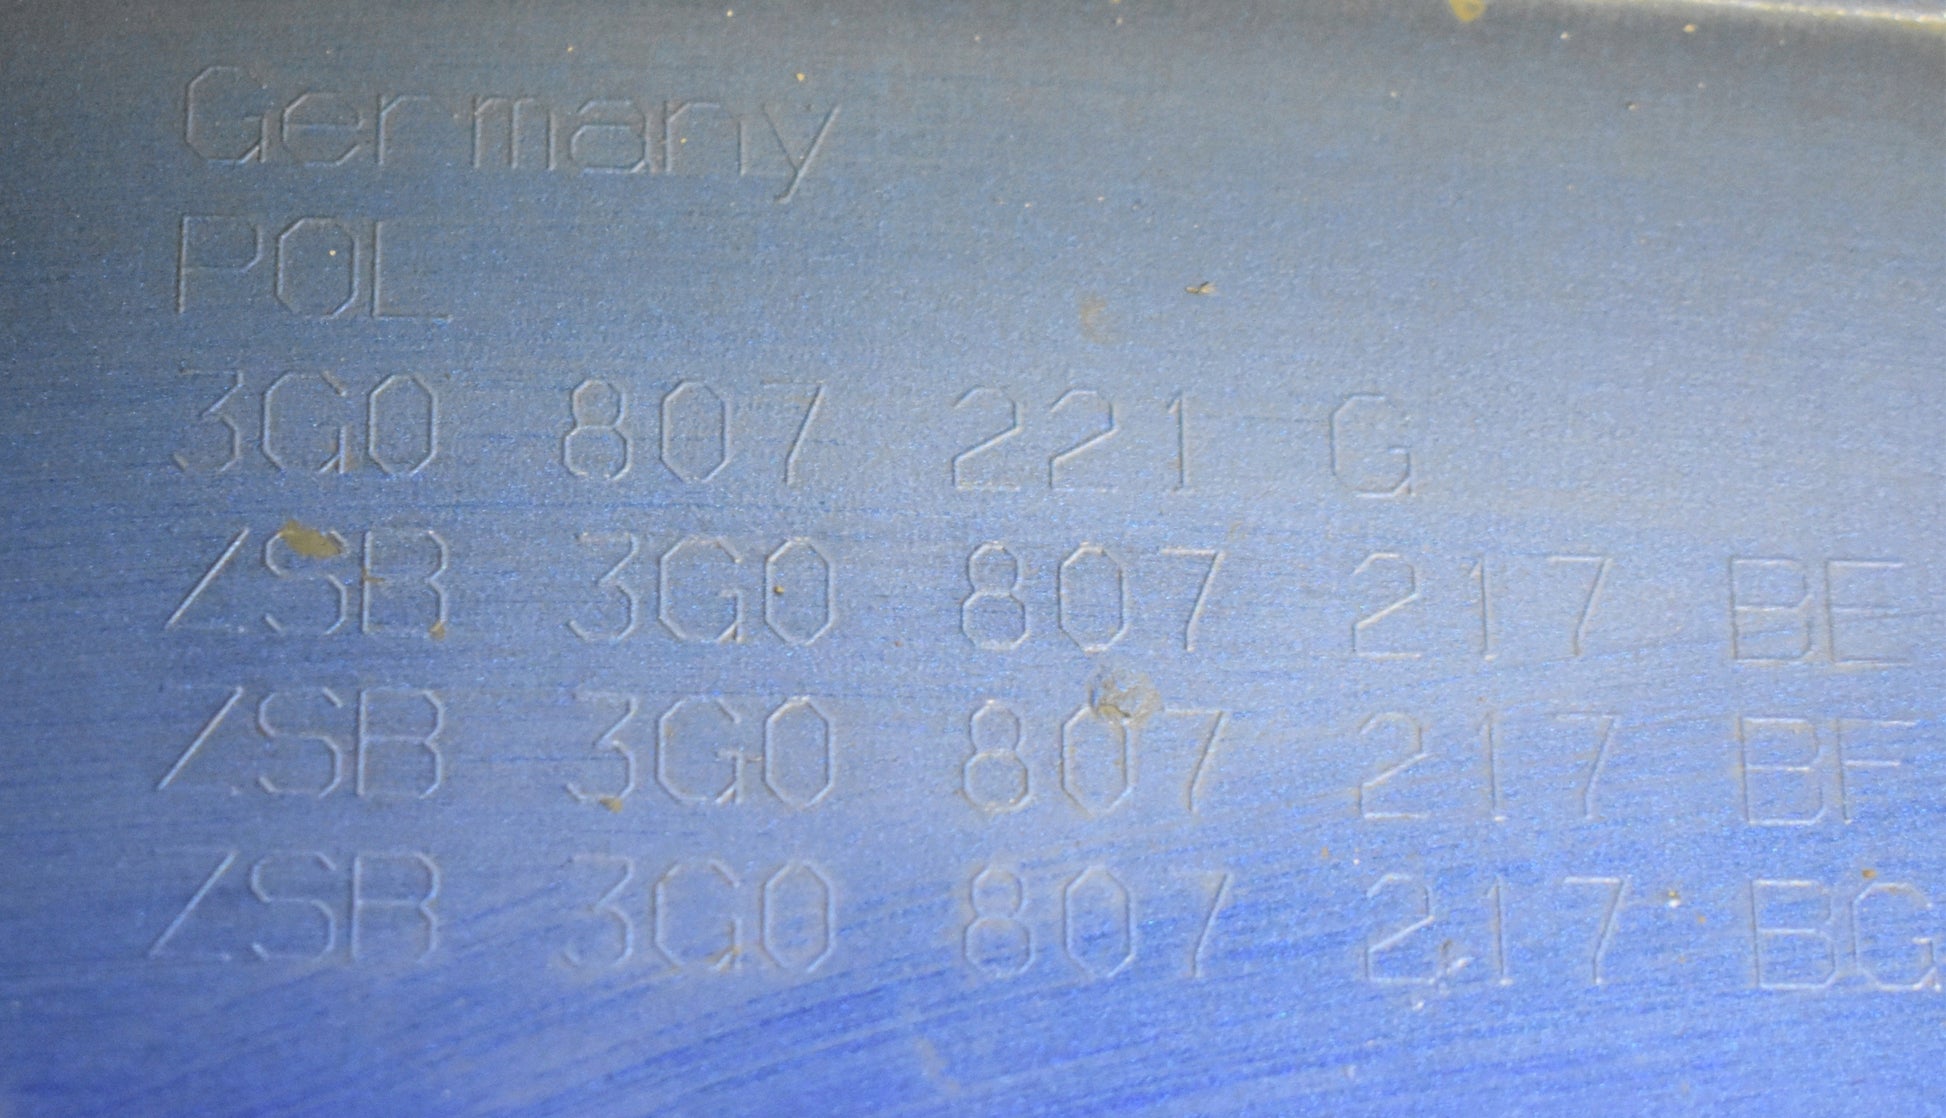 Germany
POL
3G0 807 221 G
ZSB 3G0 807 217 BE
ZSB 3G0 807 217 BF
ZSB 3G0 807 217 BG